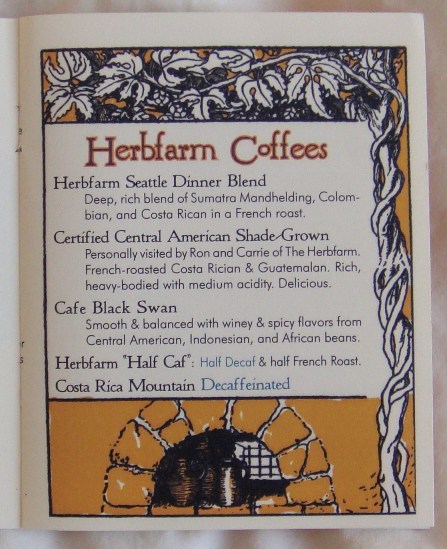 Herbfarm Coffees
Herbfarm Seattle Dinner Blend
Deep, rich blend of Sumatra Mandhelding, Colom-
bian, and Costa Rican in a French roast.
Certified Central American Shade-Grown
Personally visited by Ron and Carrie of The Herbfarm.
French-roasted Costa Rician & Guatemalan. Rich,
heavy-bodied with medium acidity. Delicious.
Cafe Black Swan
Smooth & balanced with winey & spicy flavors from
Central American, Indonesian, and African beans.
Herbfarm "Half Caf": Half Decaf & half French Roast.
Costa Rica Mountain Decaffeinated